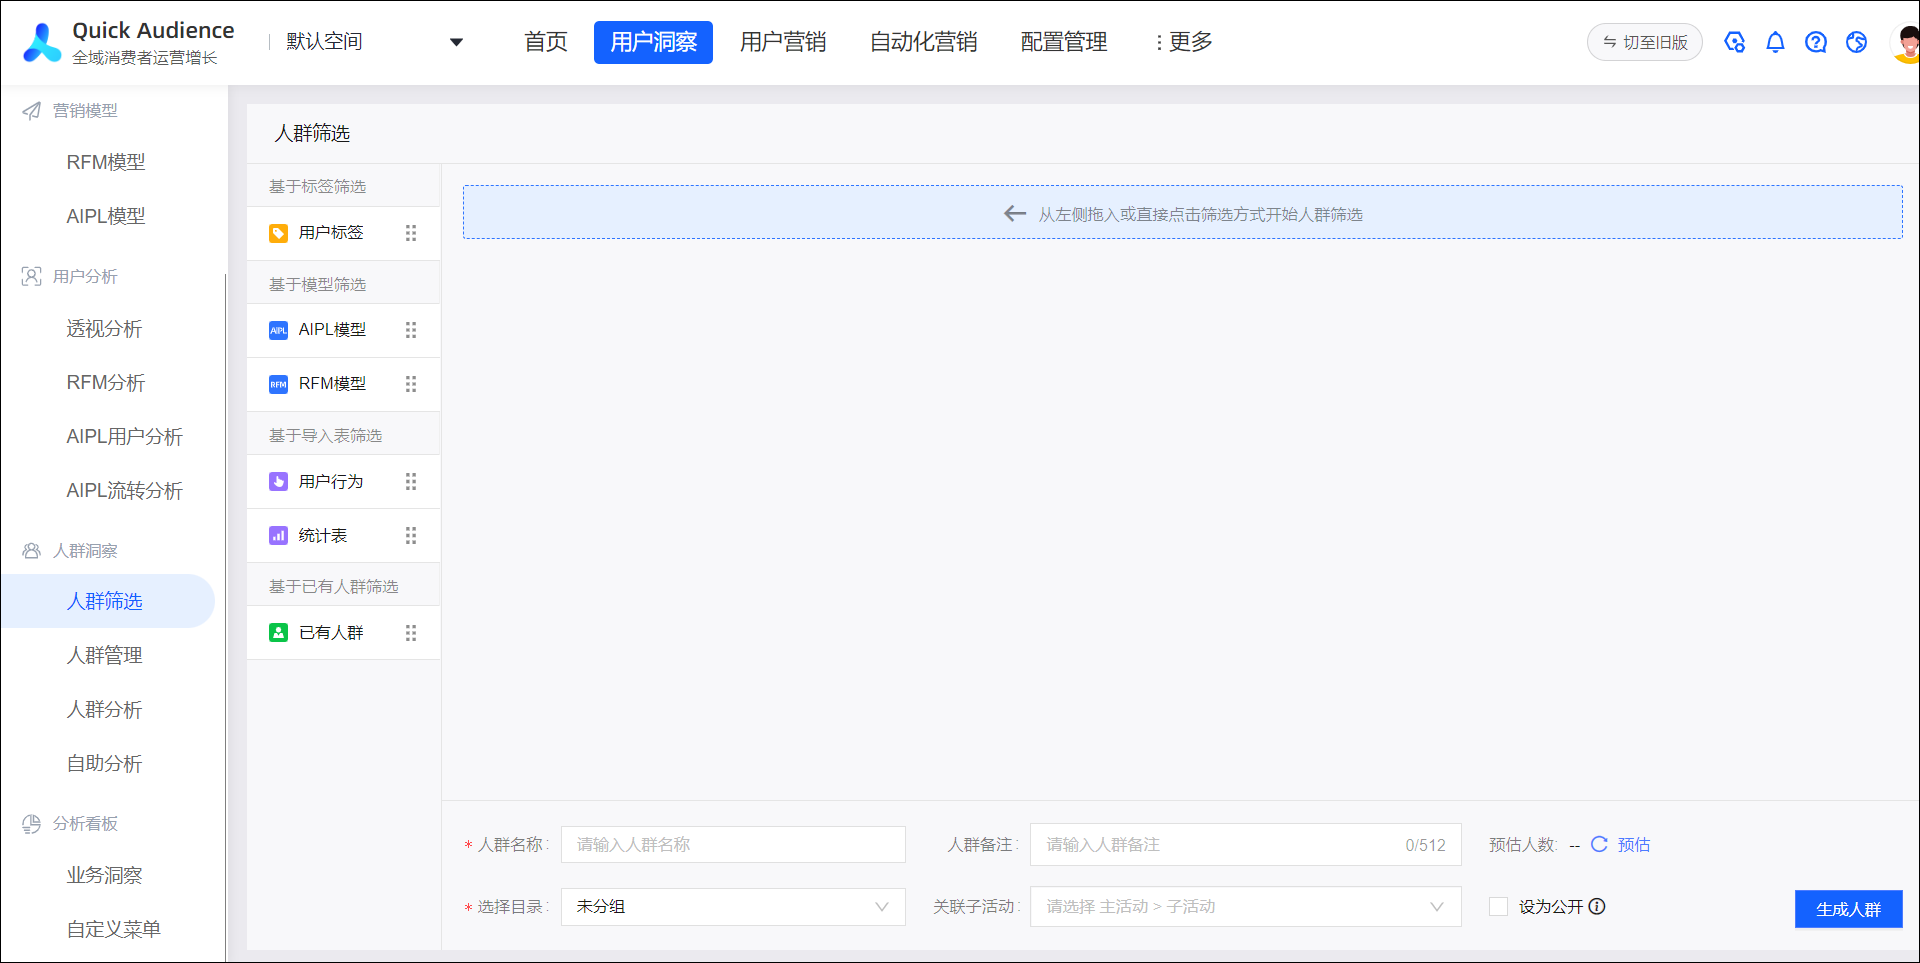 Quick Audience
全域消费者运营增长
默认空间
首页
用户洞察
用户营销
自动化营销
配置管理
更多
切至旧版
营销模型
RFM模型
AIPL模型
用户分析
透视分析
RFM分析
AIPL用户分析
AIPL流转分析
人群洞察
人群筛选
人群管理
人群分析
自助分析
分析看板
业务洞察
自定义菜单
人群筛选
基于标签筛选
用户标签
基于模型筛选
AIPL AIPL模型
RFM RFM模型
基于导入表筛选
用户行为
统计表
基于已有人群筛选
已有人群
从左侧拖入或直接点击筛选方式开始人群筛选
* 人群名称: 请输入人群名称
人群备注: 请输入人群备注 0/512
预估人数: -- 预估
* 选择目录: 未分组
关联子活动: 请选择 主活动 > 子活动
设为公开
生成人群